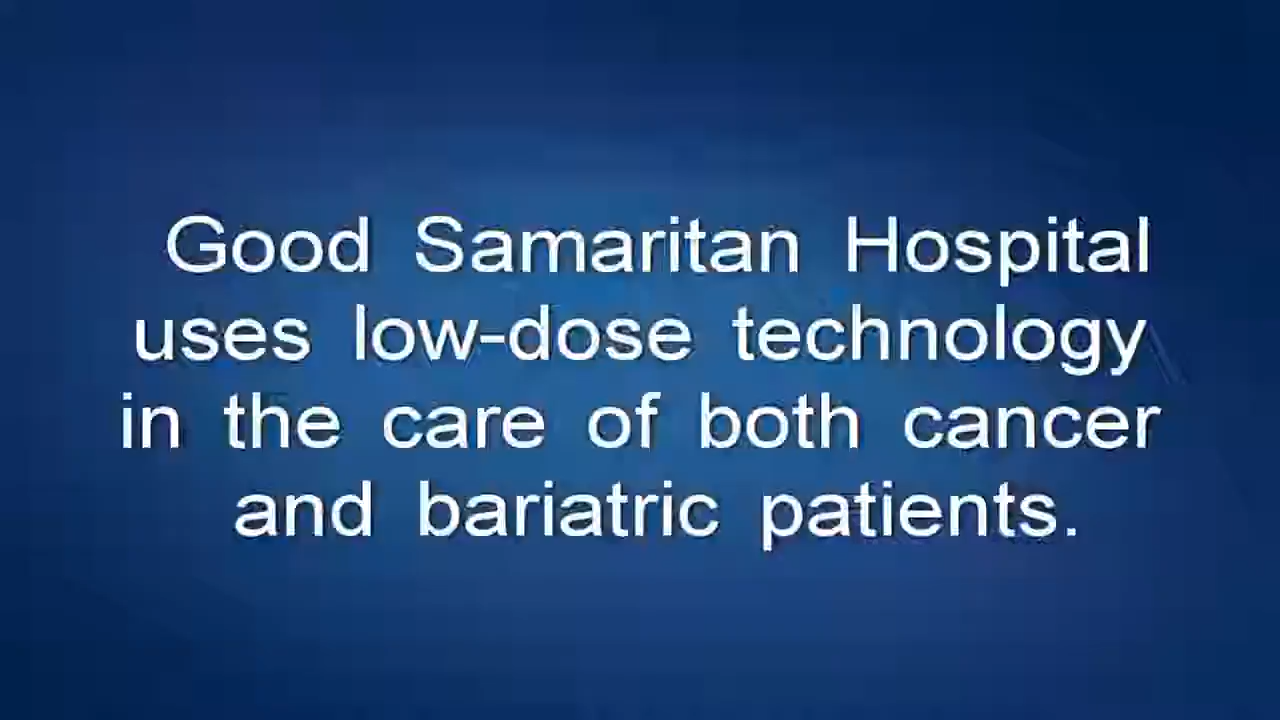 Good Samaritan Hospital
uses low-dose technology
in the care of both cancer
and bariatric patients.